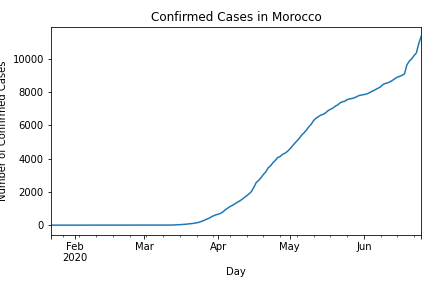 Confirmed Cases in Morocco
Number of Confirmed Cases
10000
8000
6000
4000
2000
0
Feb
2020
Mar
Apr
May
Jun
Day